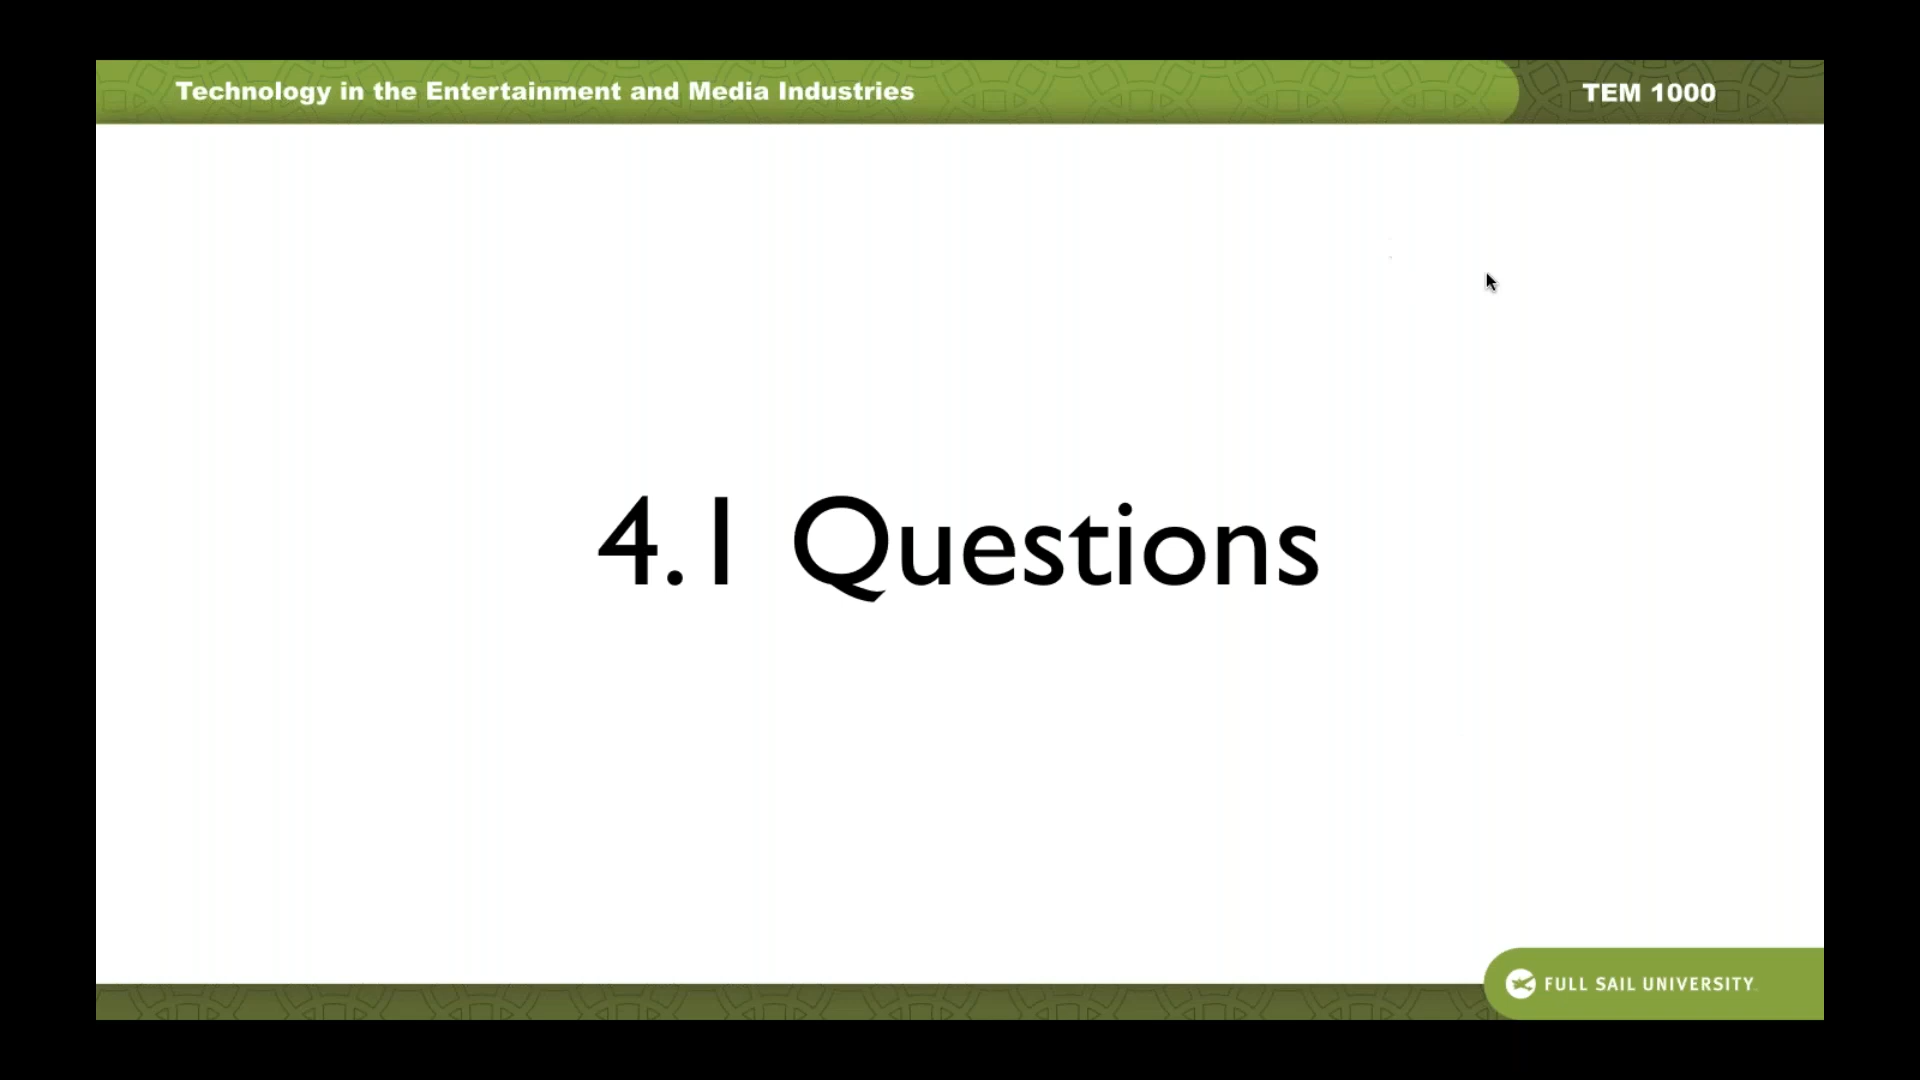 Technology in the Entertainment and Media Industries
TEM 1000
4.1 Questions
FULL SAIL UNIVERSITY